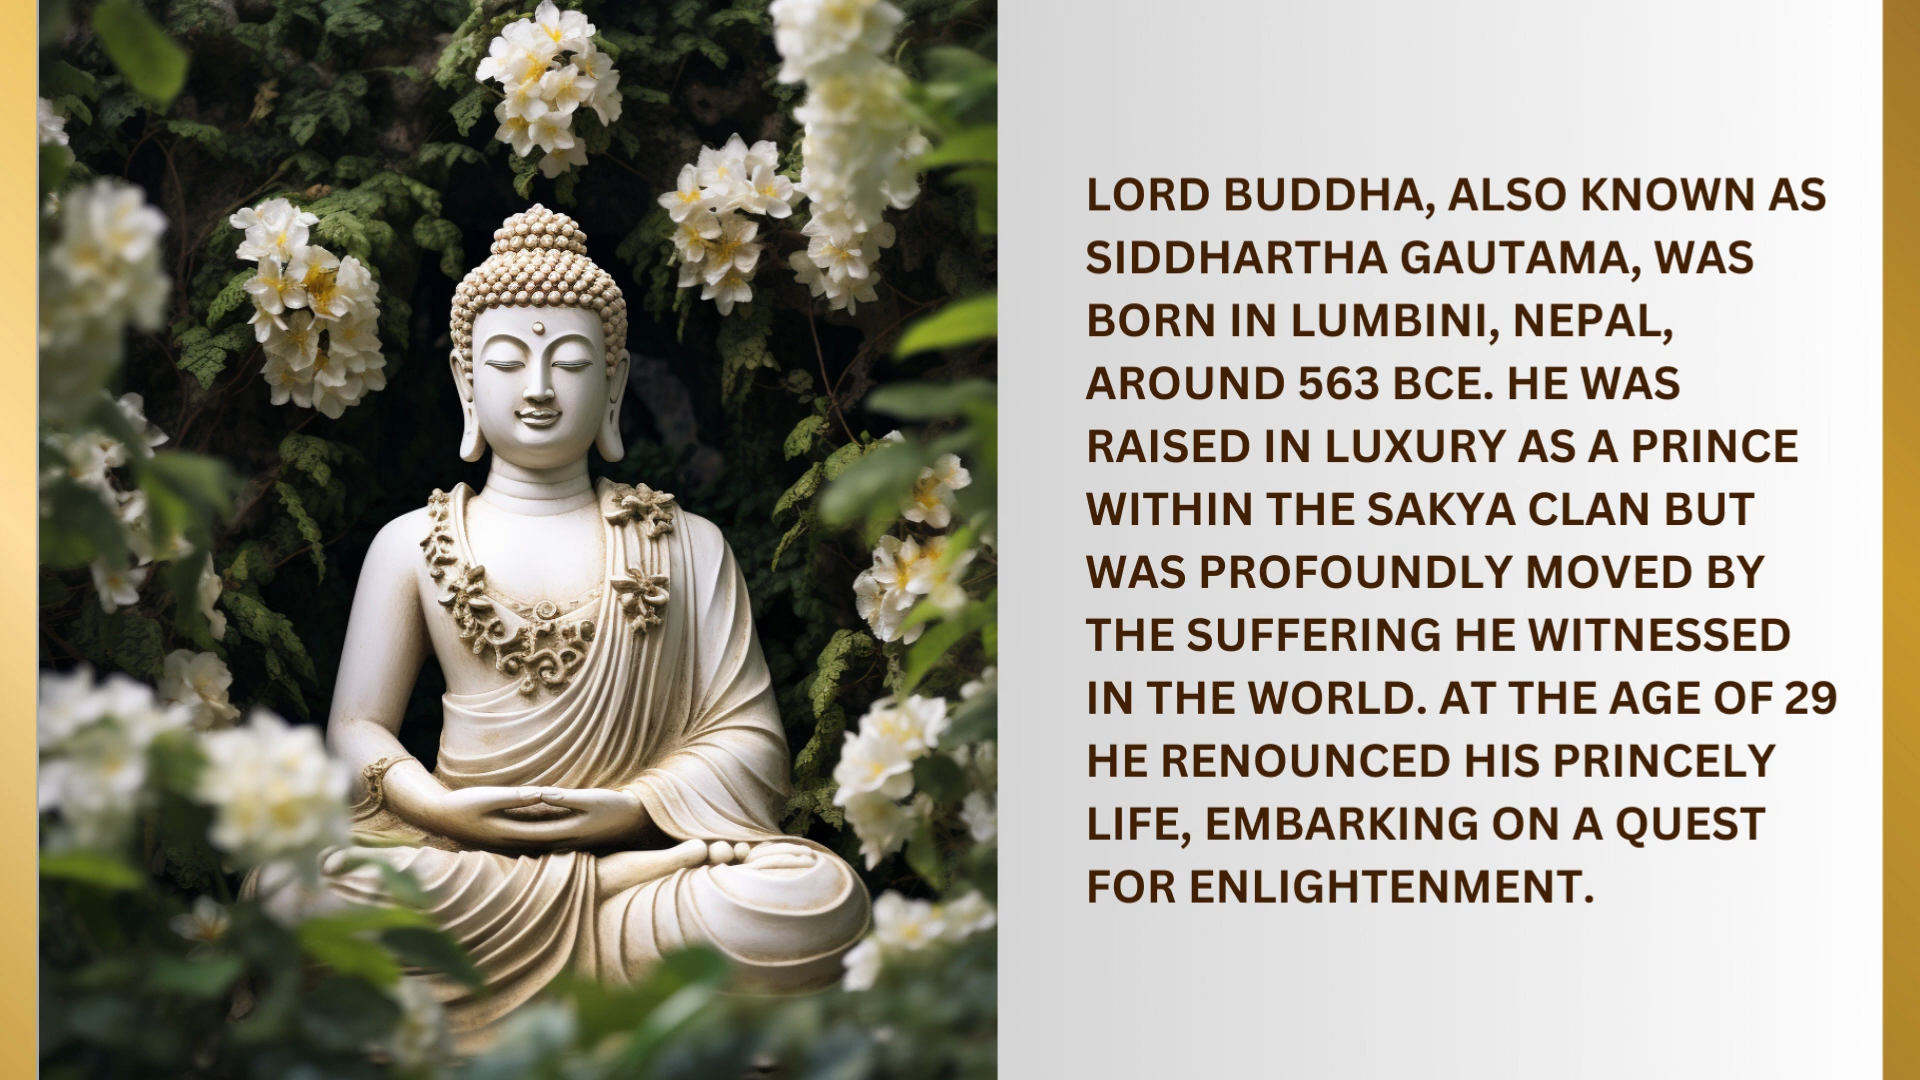 LORD BUDDHA, ALSO KNOWN AS
SIDDHARTHA GAUTAMA, WAS
BORN IN LUMBINI, NEPAL,
AROUND 563 BCE. HE WAS
RAISED IN LUXURY AS A PRINCE
WITHIN THE SAKYA CLAN BUT
WAS PROFOUNDLY MOVED BY
THE SUFFERING HE WITNESSED
IN THE WORLD. AT THE AGE OF 29
HE RENOUNCED HIS PRINCELY
LIFE, EMBARKING ON A QUEST
FOR ENLIGHTENMENT.